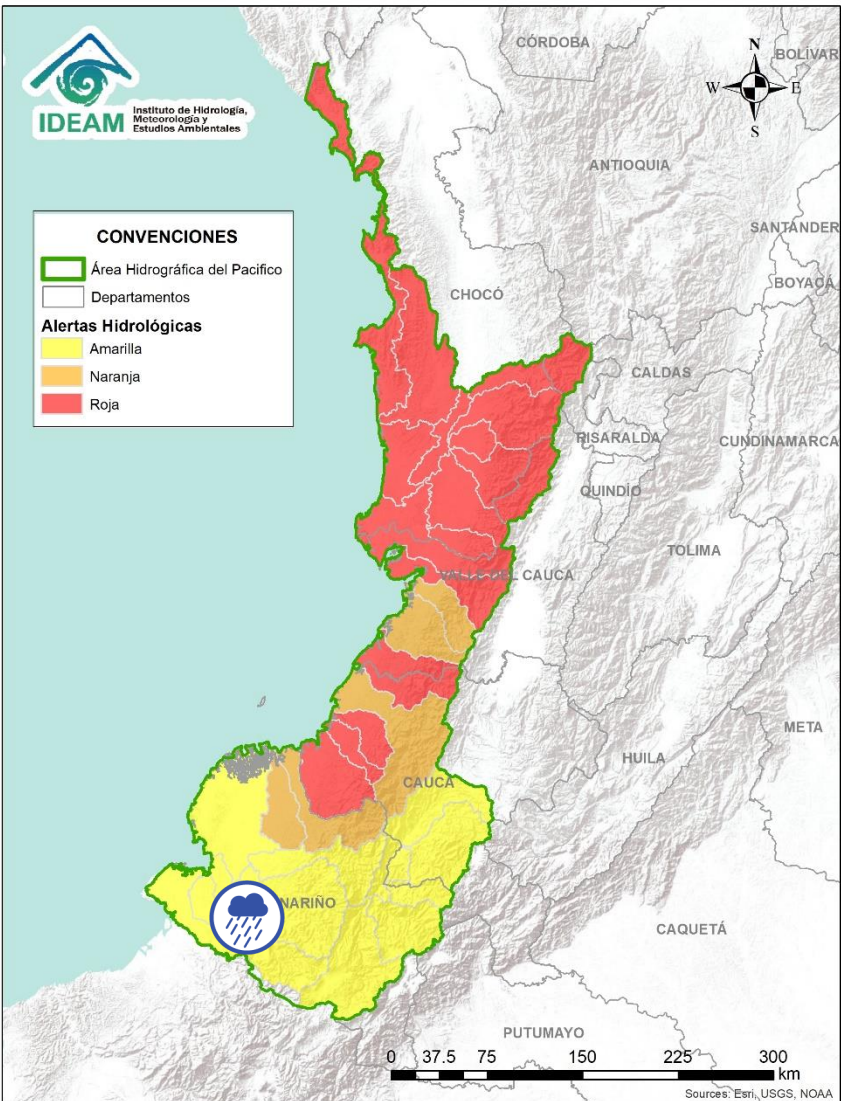 IDEAM
Instituto de Hidrología,
Meteorología y
Estudios Ambientales
N
W
E
S
CONVENCIONES
Área Hidrográfica del Pacifico
Departamentos
Alertas Hidrológicas
Amarilla
Naranja
Roja
CÓRDOBA
BOLÍVAR
ANTIOQUIA
SANTANDER
BOYACÁ
CHOCÓ
CALDAS
RISARALDA
CUNDINAMARCA
QUINDÍO
TOLIMA
VALLE DEL CAUCA
META
HUILA
CAUCA
NARIÑO
CAQUETÁ
PUTUMAYO
0 37.5 75 150 225 300
km
Sources: Esri, USGS, NOAA